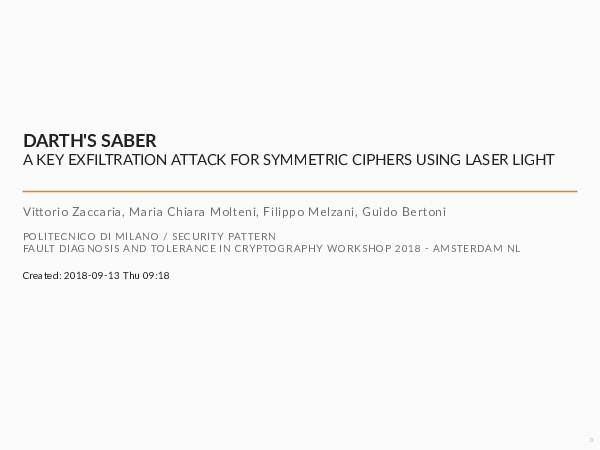 DARTH'S SABER
A KEY EXFILTRATION ATTACK FOR SYMMETRIC CIPHERS USING LASER LIGHT
Vittorio Zaccaria, Maria Chiara Molteni, Filippo Melzani, Guido Bertoni
POLITECNICO DI MILANO / SECURITY PATTERN
FAULT DIAGNOSIS AND TOLERANCE IN CRYPTOGRAPHY WORKSHOP 2018 - AMSTERDAM NL
Created: 2018-09-13 Thu 09:18